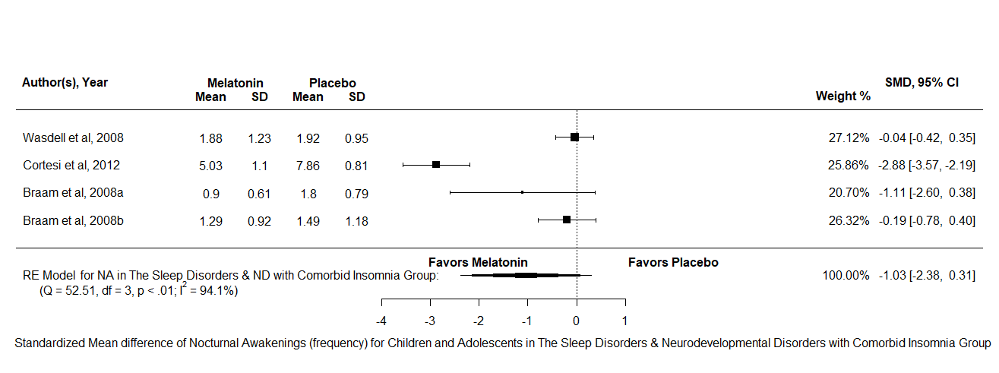 Author(s), Year Melatonin Placebo SMD, 95% CI
Mean SD Mean SD Weight %
Wasdell et al, 2008 1.88 1.23 1.92 0.95 27.12% -0.04 [-0.42, 0.35]
Cortesi et al, 2012 5.03 1.1 7.86 0.81 25.86% -2.88 [-3.57, -2.19]
Braam et al, 2008a 0.9 0.61 1.8 0.79 20.70% -1.11 [-2.60, 0.38]
Braam et al, 2008b 1.29 0.92 1.49 1.18 26.32% -0.19 [-0.78, 0.40]
Favors Melatonin Favors Placebo
RE Model for NA in The Sleep Disorders & ND with Comorbid Insomnia Group: 100.00% -1.03 [-2.38, 0.31]
(Q = 52.51, df = 3, p < .01; I² = 94.1%)
-4 -3 -2 -1 0 1
Standardized Mean difference of Nocturnal Awakenings (frequency) for Children and Adolescents in The Sleep Disorders & Neurodevelopmental Disorders with Comorbid Insomnia Group